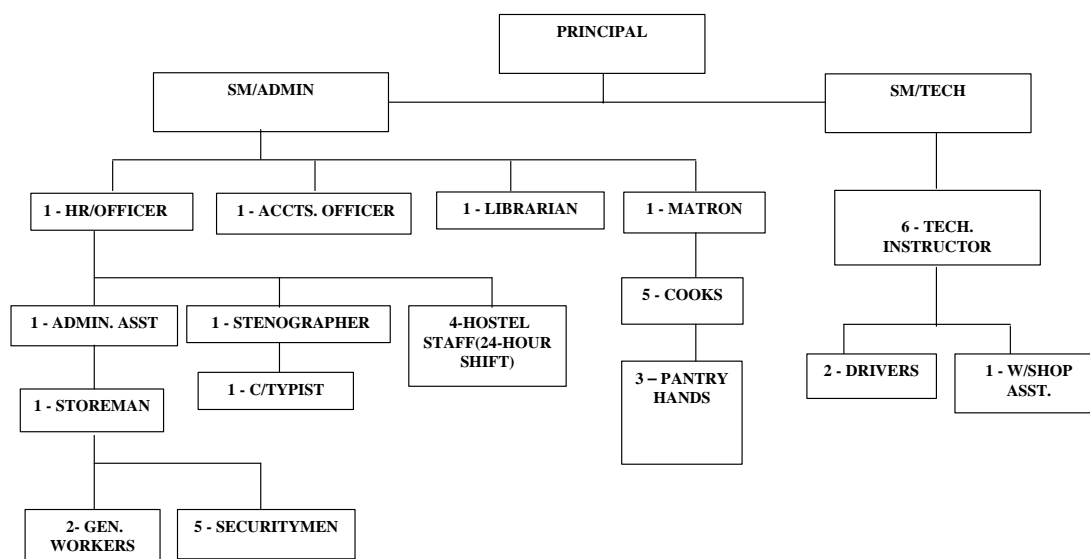 PRINCIPAL
SM/ADMIN
SM/TECH
1 - HR/OFFICER
1 - ACCTS. OFFICER
1 - LIBRARIAN
1 - MATRON
6 - TECH.
INSTRUCTOR
1 - ADMIN. ASST
1 - STENOGRAPHER
4-HOSTEL
STAFF(24-HOUR
SHIFT)
5 - COOKS
2 - DRIVERS
1 - W/SHOP
ASST.
1 - STOREMAN
1 - C/TYPIST
3 – PANTRY
HANDS
2- GEN.
WORKERS
5 - SECURITYMEN